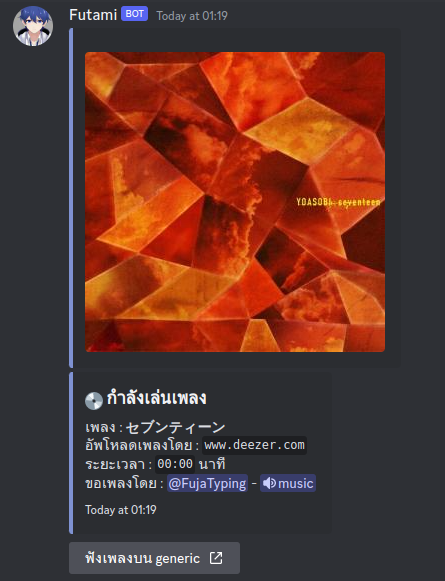 Futami BOT Today at 01:19
YOASOBI. seventeen
กำลังเล่นเพลง
เพลง : セブンティーン
อัพโหลดเพลงโดย : www.deezer.com
ระยะเวลา : 00:00 นาที
ขอเพลงโดย : @FujaTyping - music
Today at 01:19
ฟังเพลงบน generic